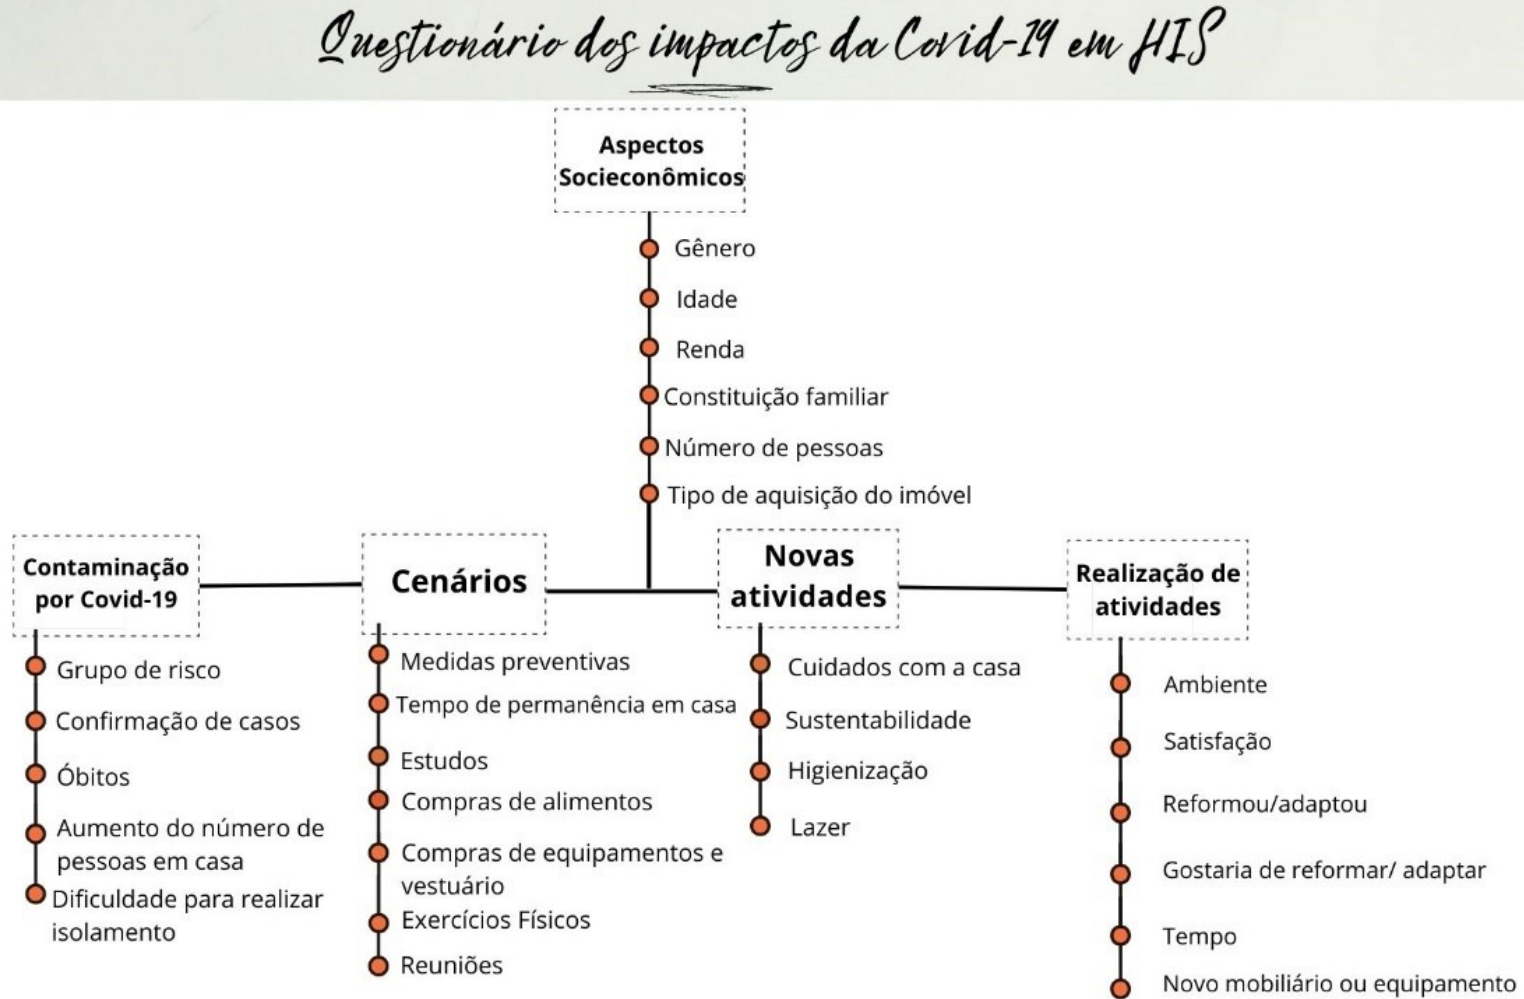 Questionário dos impactos da Covid-19 em HIS
Aspectos
Socieconômicos
Gênero
Idade
Renda
Constituição familiar
Número de pessoas
Tipo de aquisição do imóvel
Contaminação
por Covid-19
Grupo de risco
Confirmação de casos
Óbitos
Aumento do número de
pessoas em casa
Dificuldade para realizar
isolamento
Cenários
Medidas preventivas
Tempo de permanência em casa
Estudos
Compras de alimentos
Compras de equipamentos e
vestuário
Exercícios Físicos
Reuniões
Novas
atividades
Cuidados com a casa
Sustentabilidade
Higienização
Lazer
Realização de
atividades
Ambiente
Satisfação
Reformou/adaptou
Gostaria de reformar/ adaptar
Tempo
Novo mobiliário ou equipamento